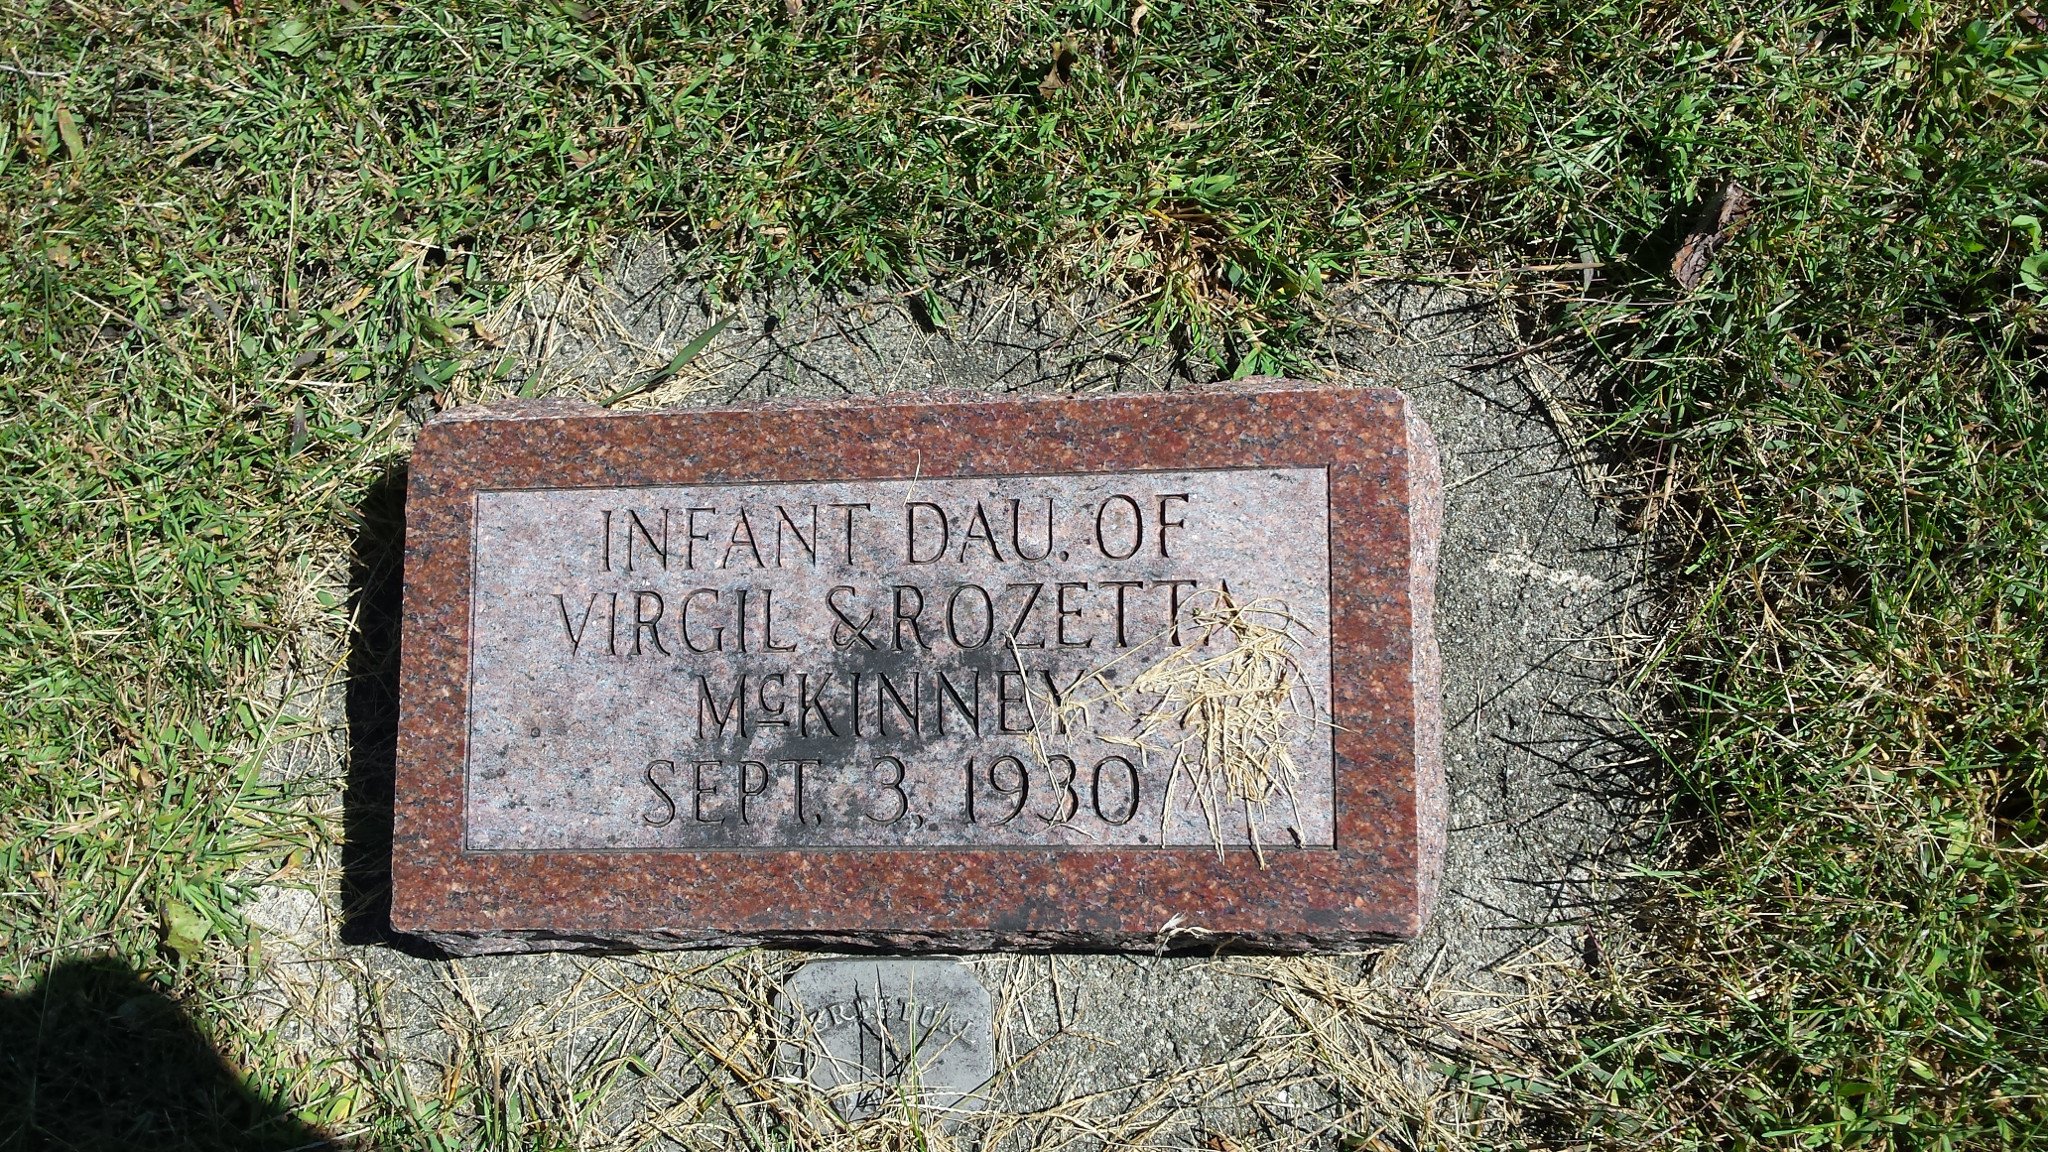 INFANT DAU. OF
VIRGIL & ROZETTA
McKINNEY
SEPT. 3, 1930